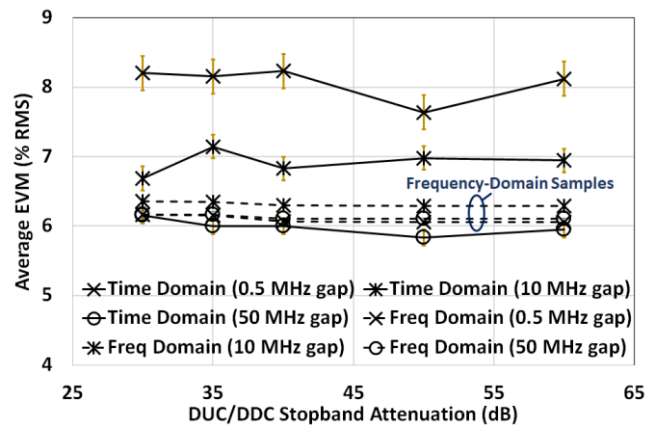 9
8
7
6
5
4
Average EVM (% RMS)
Frequency-Domain Samples
Time Domain (0.5 MHz gap)
Time Domain (10 MHz gap)
Time Domain (50 MHz gap)
Freq Domain (0.5 MHz gap)
Freq Domain (10 MHz gap)
Freq Domain (50 MHz gap)
25
35
45
55
65
DUC/DDC Stopband Attenuation (dB)